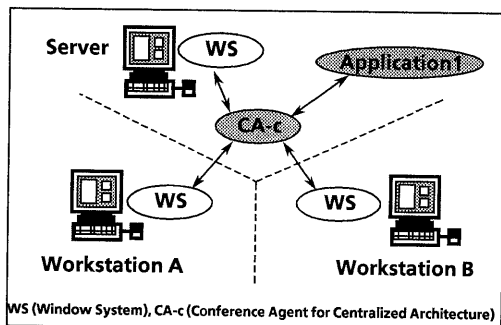 Server
WS
Application1
CA-c
WS
WS
Workstation A
Workstation B
WS (Window System), CA-c (Conference Agent for Centralized Architecture)